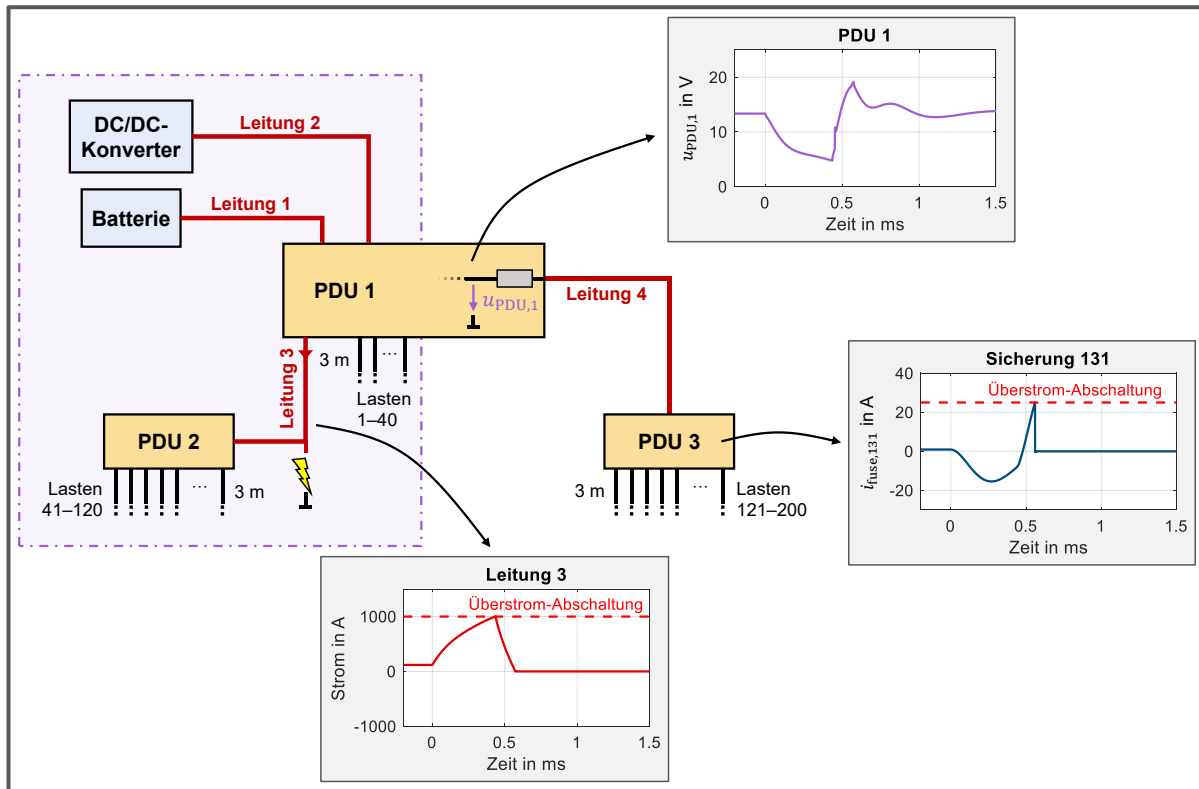 PDU 1
20
10
0
u_PDU,1 in V
0
0.5
1
1.5
Zeit in ms
DC/DC-
Konverter
Leitung 2
Batterie
Leitung 1
PDU 1
u_PDU,1
Leitung 4
Leitung 3
3 m
...
Lasten
1–40
PDU 2
Lasten
41–120
...
3 m
PDU 3
3 m
...
Lasten
121–200
Sicherung 131
40
20
0
-20
i_fuse,131 in A
Überstrom-Abschaltung
0
0.5
1
1.5
Zeit in ms
Leitung 3
1000
0
-1000
Strom in A
Überstrom-Abschaltung
0
0.5
1
1.5
Zeit in ms